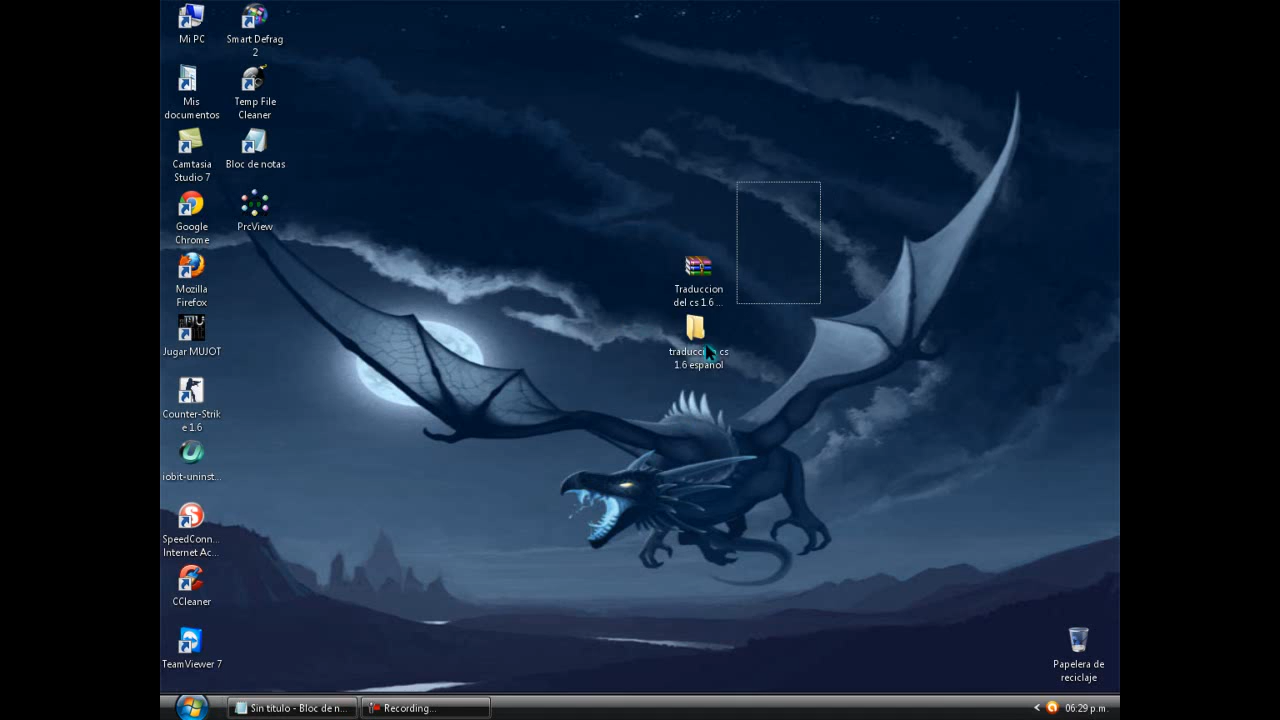 Mi PC
Smart Defrag
2
Mis
documentos
Temp File
Cleaner
Camtasia
Studio 7
Bloc de notas
Google
Chrome
PrcView
Mozilla
Firefox
Jugar MUJOT
Counter-Strik
e 1.6
iobit-uninst...
SpeedConn...
Internet Ac...
CCleaner
TeamViewer 7
Traduccion
del cs 1.6 ...
cs
1.6 español
Papelera de
reciclaje
Sin título - Bloc de n...
Recording...
06:29 p.m.